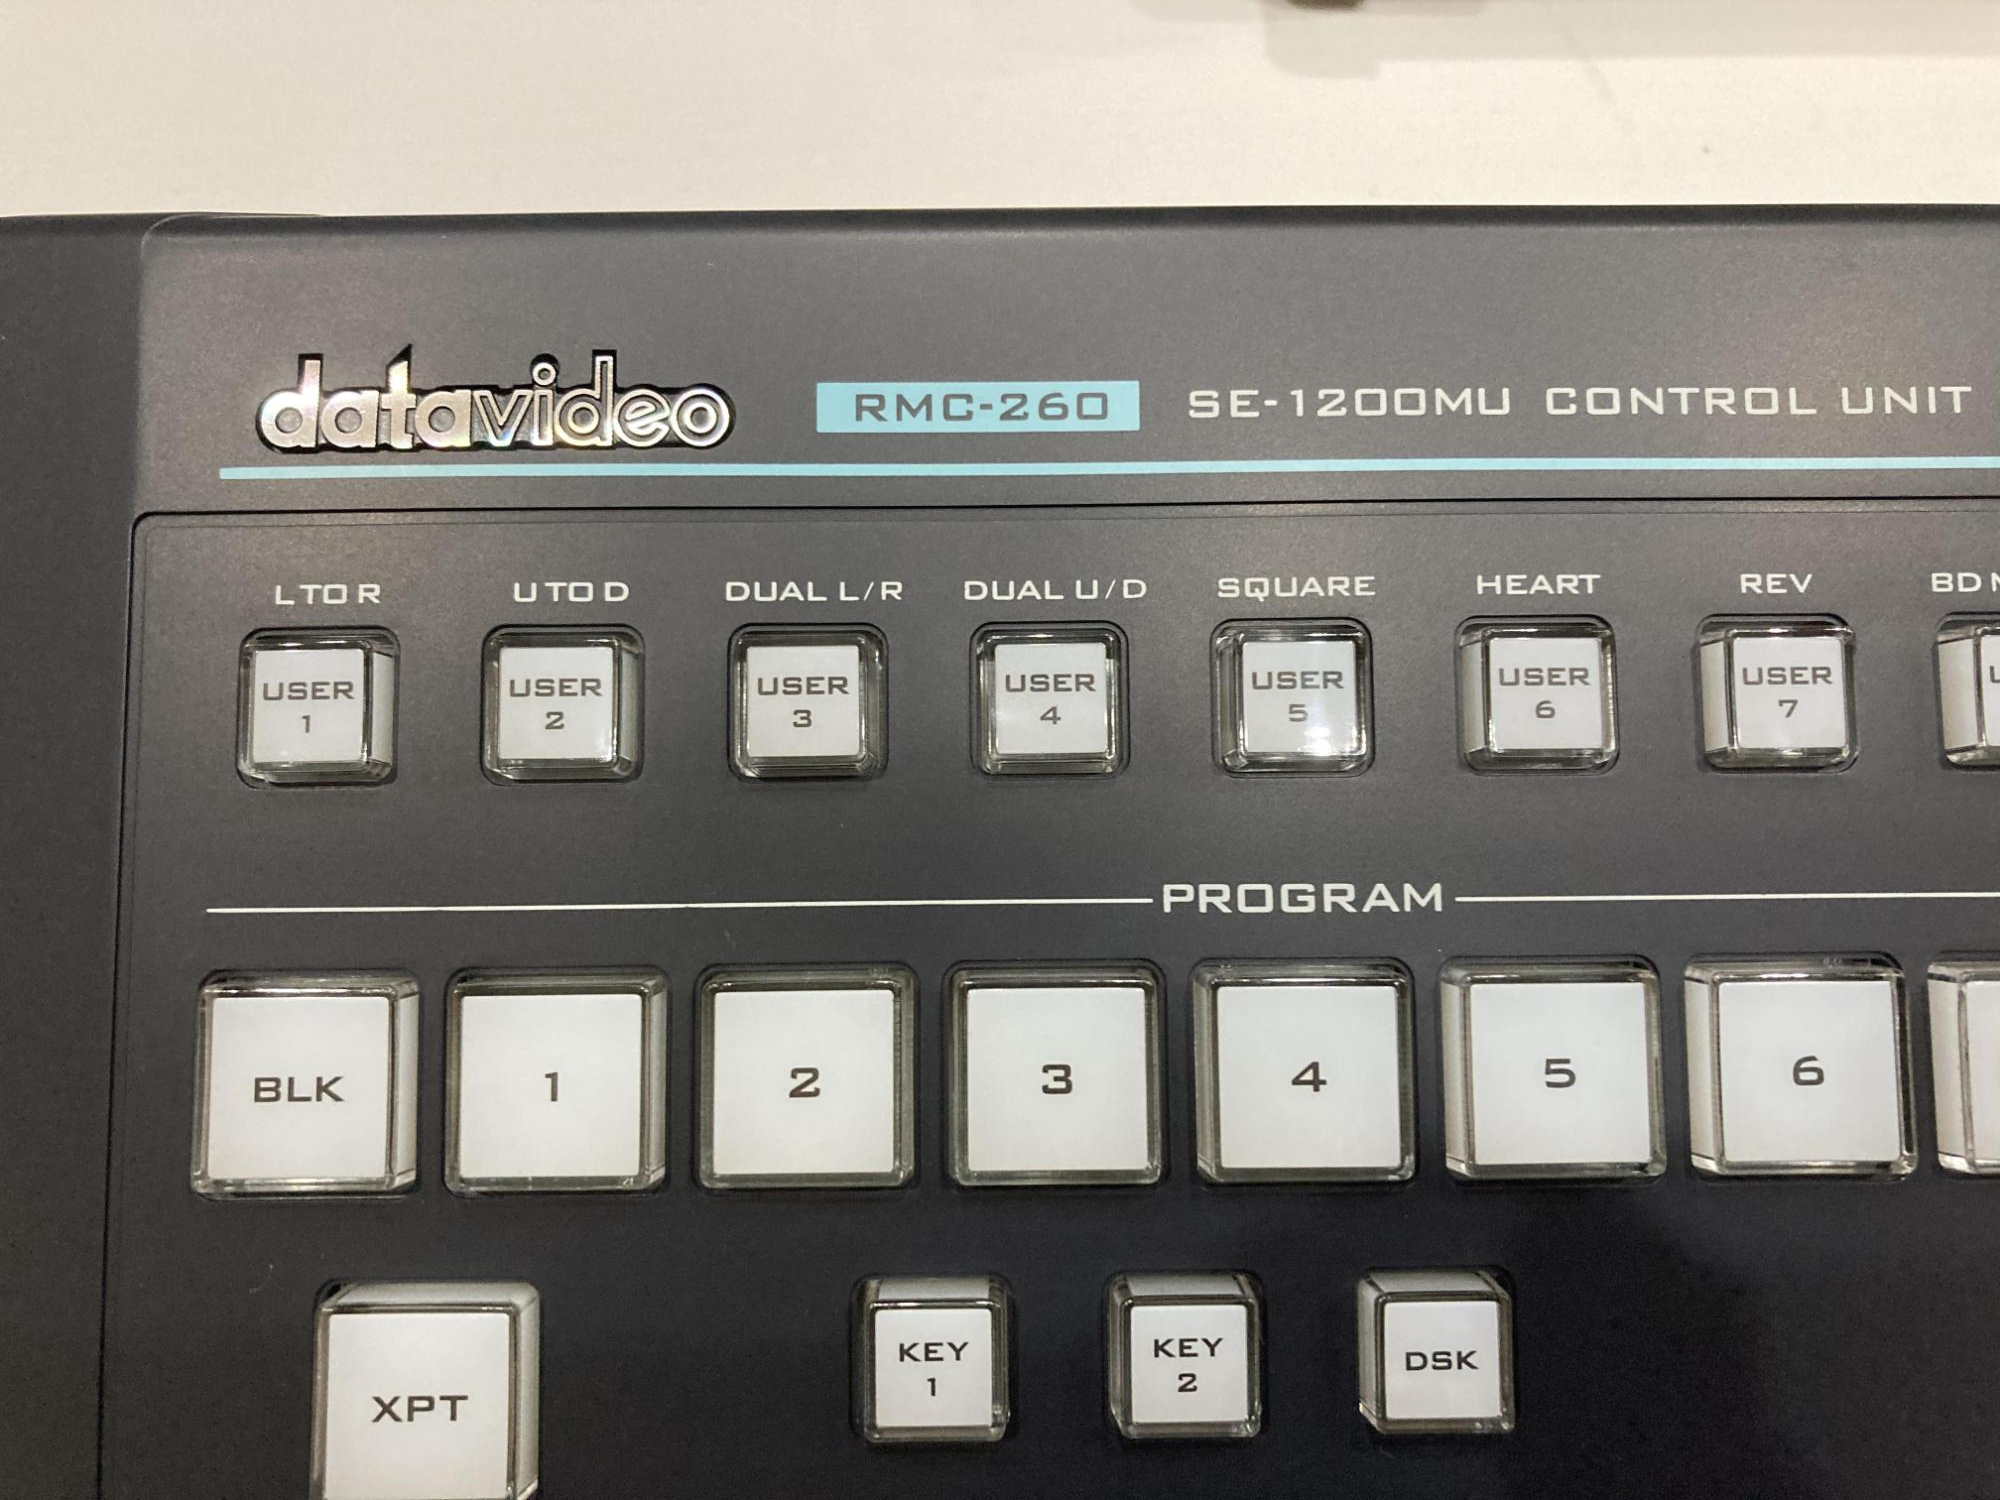 datavideo RMC-260 SE-1200MU CONTROL UNIT
L TO R U TO D DUAL L/R DUAL U/D SQUARE HEART REV BD
USER 1 USER 2 USER 3 USER 4 USER 5 USER 6 USER 7
PROGRAM
BLK 1 2 3 4 5 6
XPT KEY 1 KEY 2 DSK